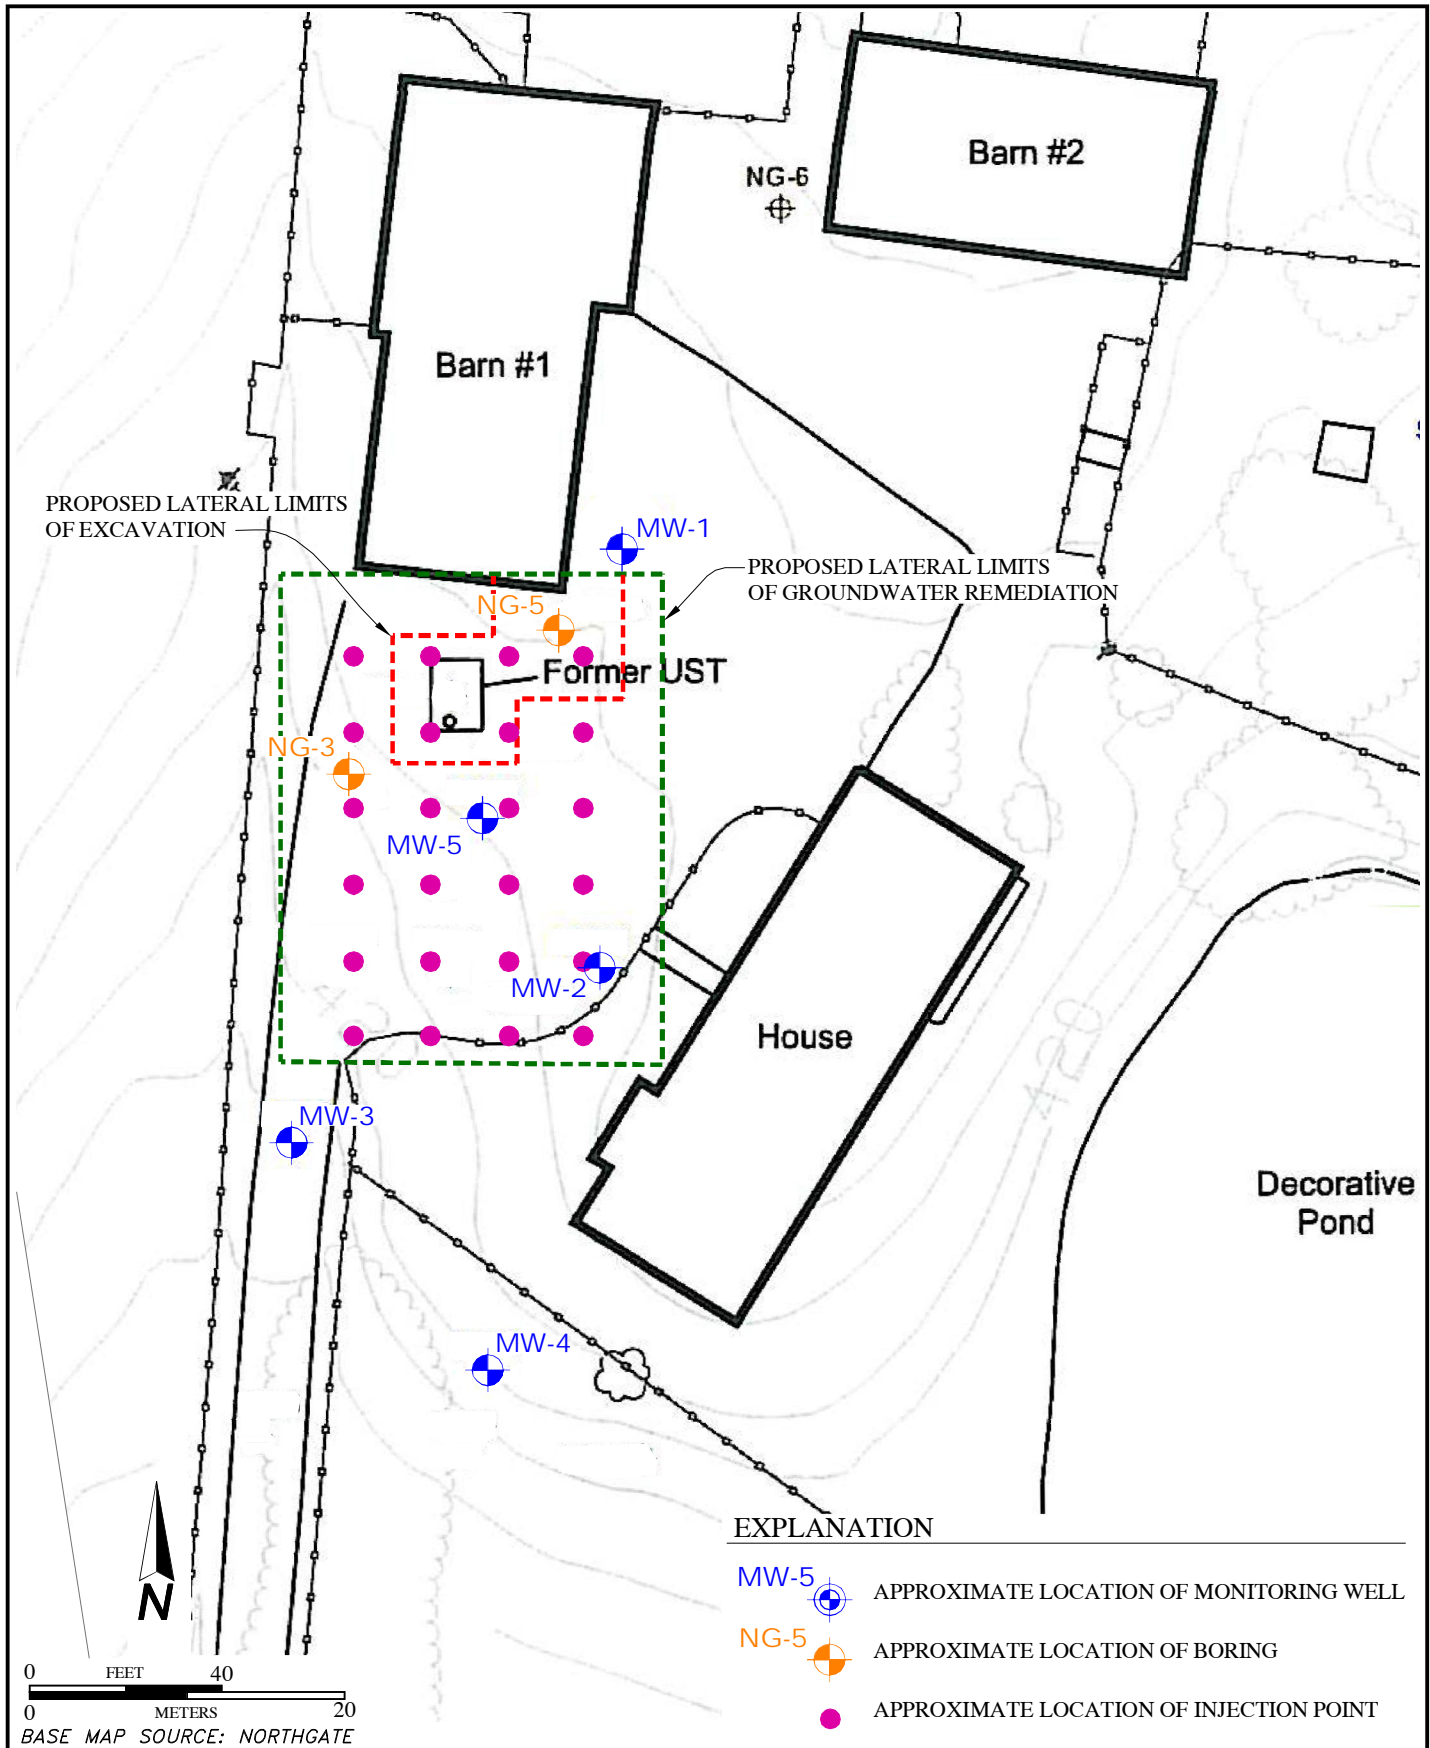 Barn #2
NG-6
Barn #1
PROPOSED LATERAL LIMITS
OF EXCAVATION
MW-1
PROPOSED LATERAL LIMITS
OF GROUNDWATER REMEDIATION
NG-5
Former UST
NG-3
MW-5
MW-2
House
420
MW-3
Decorative
Pond
MW-4
EXPLANATION
MW-5 APPROXIMATE LOCATION OF MONITORING WELL
NG-5 APPROXIMATE LOCATION OF BORING
APPROXIMATE LOCATION OF INJECTION POINT
N
0 FEET 40
0 METERS 20
BASE MAP SOURCE: NORTHGATE